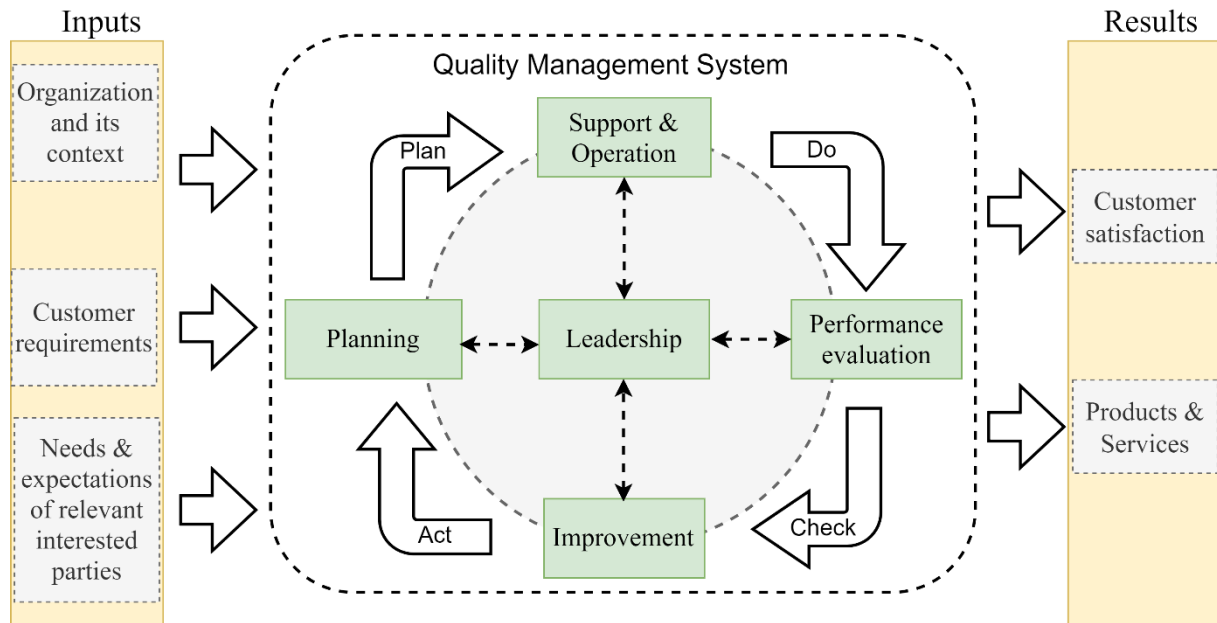 Inputs
Organization
and its
context
Customer
requirements
Needs &
expectations
of relevant
interested
parties
Quality Management System
Support &
Operation
Plan
Do
Planning
Leadership
Performance
evaluation
Act
Improvement
Check
Results
Customer
satisfaction
Products &
Services